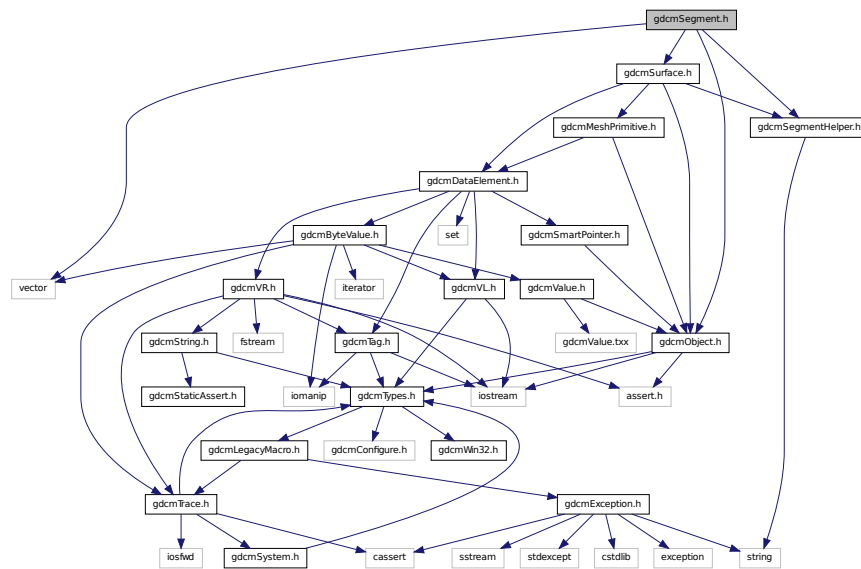 gdcmSegment.h
gdcmSurface.h
gdcmMeshPrimitive.h
gdcmSegmentHelper.h
gdcmDataElement.h
gdcmByteValue.h
set
gdcmSmartPointer.h
vector
gdcmVR.h
iterator
gdcmVL.h
gdcmValue.h
gdcmString.h
fstream
gdcmTag.h
gdcmValue.txx
gdcmObject.h
gdcmStaticAssert.h
iomanip
gdcmTypes.h
iostream
assert.h
gdcmLegacyMacro.h
gdcmConfigure.h
gdcmWin32.h
gdcmTrace.h
gdcmException.h
iosfwd
gdcmSystem.h
cassert
sstream
stdexcept
cstdlib
exception
string